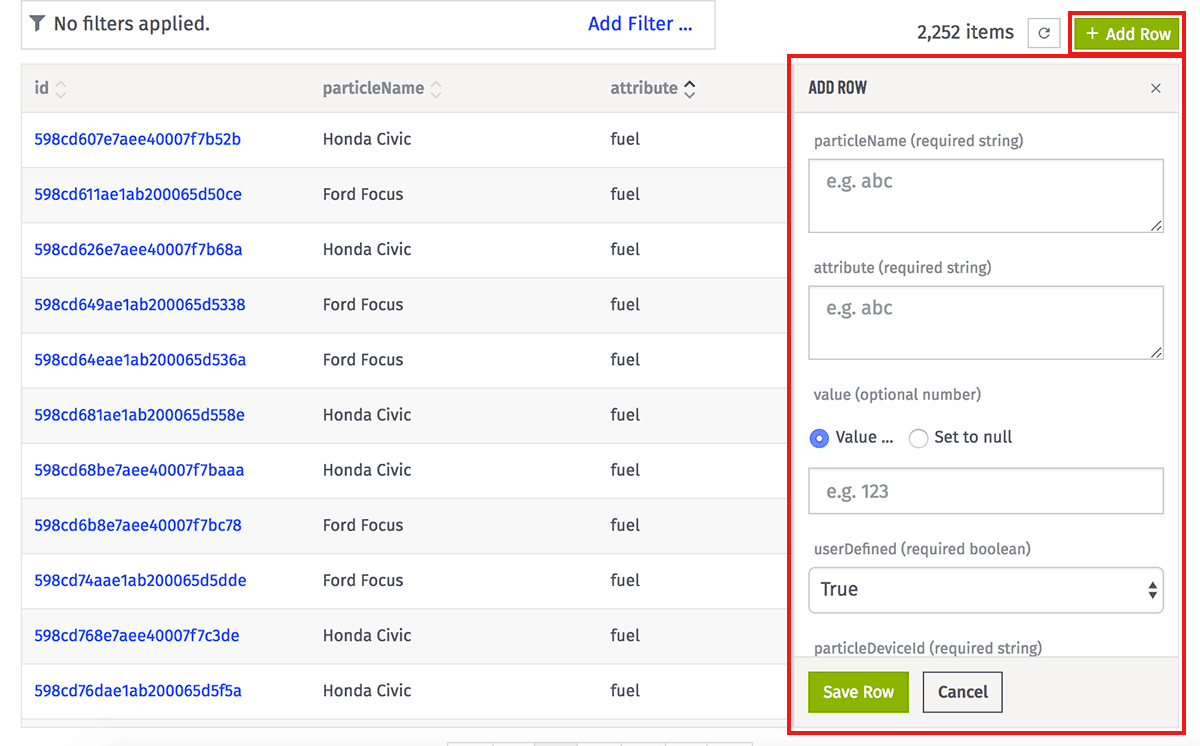 No filters applied. Add Filter ... 2,252 items + Add Row
id particleName attribute
598cd607e7aee40007f7b52b Honda Civic fuel
598cd611ae1ab200065d50ce Ford Focus fuel
598cd626e7aee40007f7b68a Honda Civic fuel
598cd649ae1ab200065d5338 Ford Focus fuel
598cd64eae1ab200065d536a Ford Focus fuel
598cd681ae1ab200065d558e Honda Civic fuel
598cd68be7aee40007f7baaa Honda Civic fuel
598cd6b8e7aee40007f7bc78 Ford Focus fuel
598cd74aae1ab200065d5dde Ford Focus fuel
598cd768e7aee40007f7c3de Honda Civic fuel
598cd76dae1ab200065d5f5a Honda Civic fuel
ADD ROW
particleName (required string)
e.g. abc
attribute (required string)
e.g. abc
value (optional number)
Value ... Set to null
e.g. 123
userDefined (required boolean)
True
particleDeviceId (required string)
Save Row Cancel